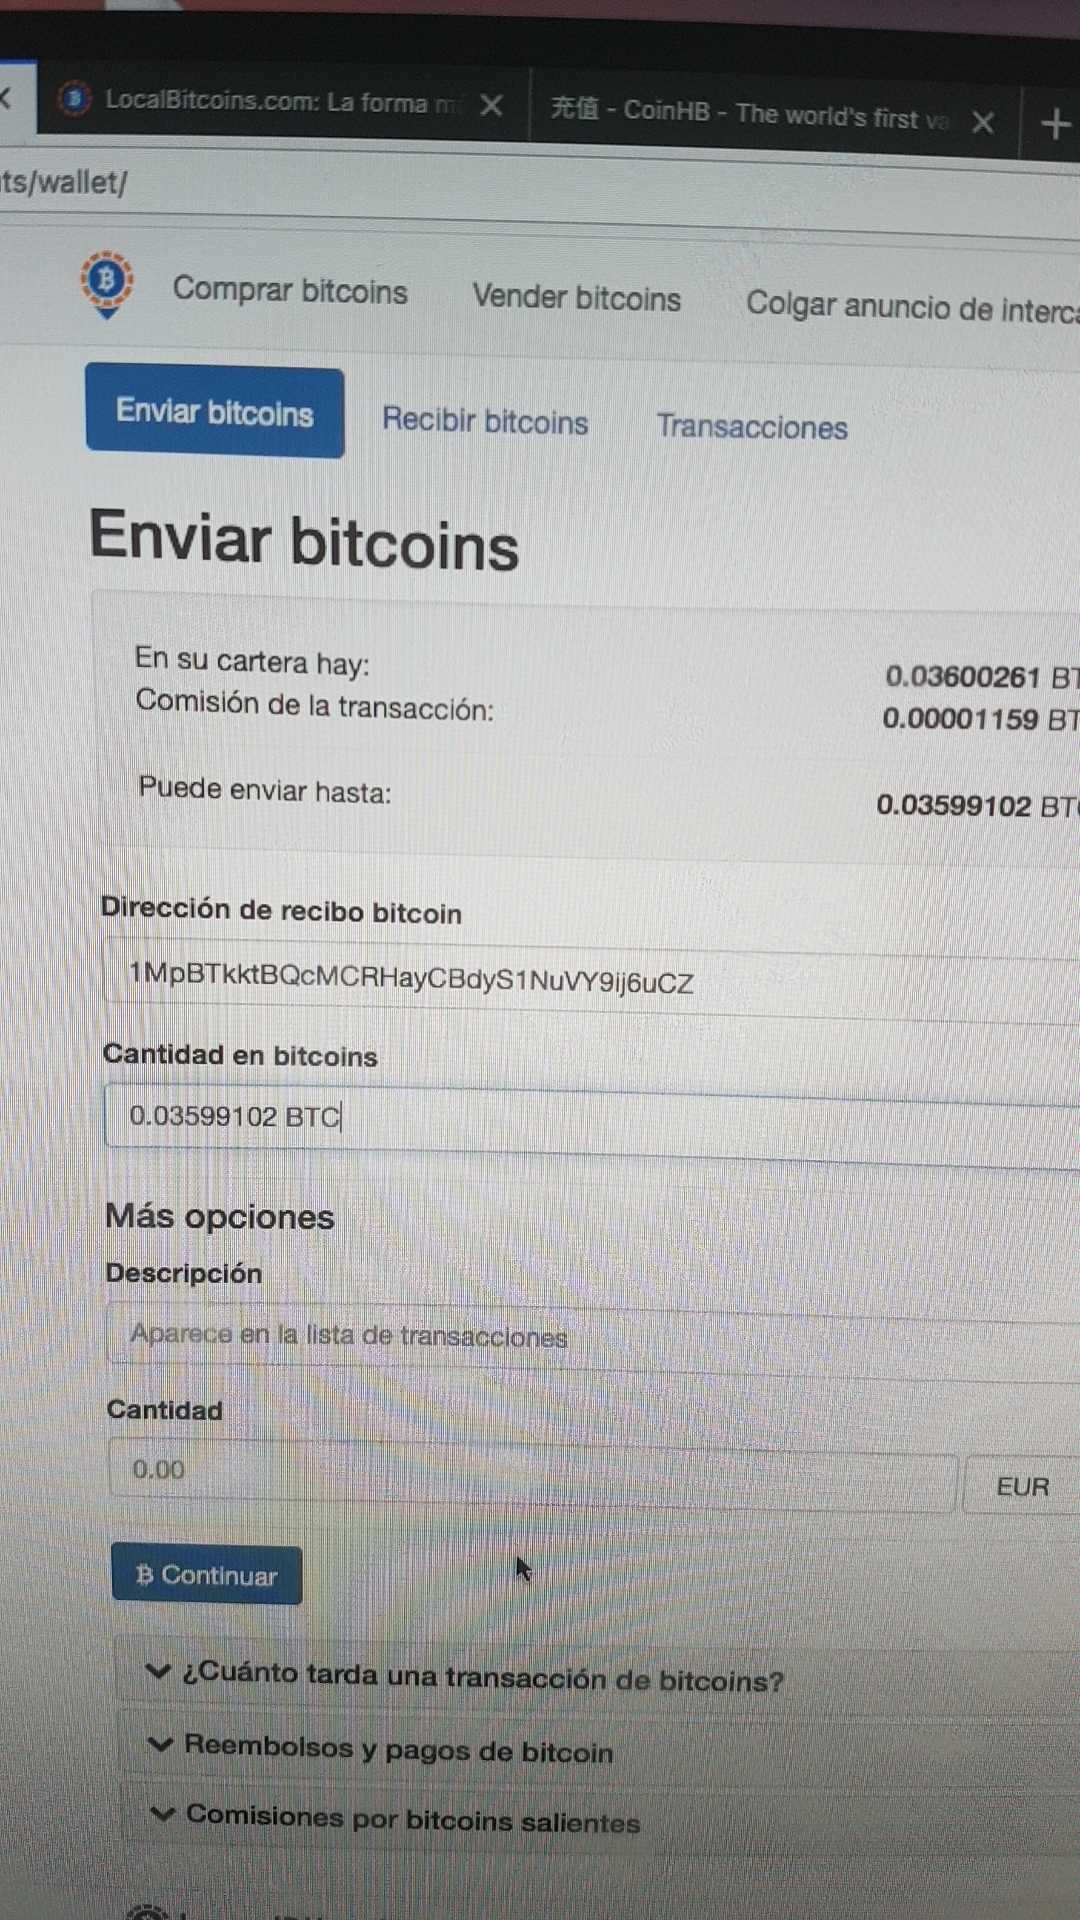 LocalBitcoins.com: La forma m
充值 - CoinHB - The world's first va
ts/wallet/
Comprar bitcoins
Vender bitcoins
Colgar anuncio de interca
Enviar bitcoins
Recibir bitcoins
Transacciones
Enviar bitcoins
En su cartera hay:
0.03600261 BT
Comisión de la transacción:
0.00001159 BT
Puede enviar hasta:
0.03599102 BTC
Dirección de recibo bitcoin
1MpBTkktBQcMCRHayCBdyS1NuVY9ij6uCZ
Cantidad en bitcoins
0.03599102 BTC
Más opciones
Descripción
Aparece en la lista de transacciones
Cantidad
0.00
EUR
Continuar
¿Cuánto tarda una transacción de bitcoins?
Reembolsos y pagos de bitcoin
Comisiones por bitcoins salientes